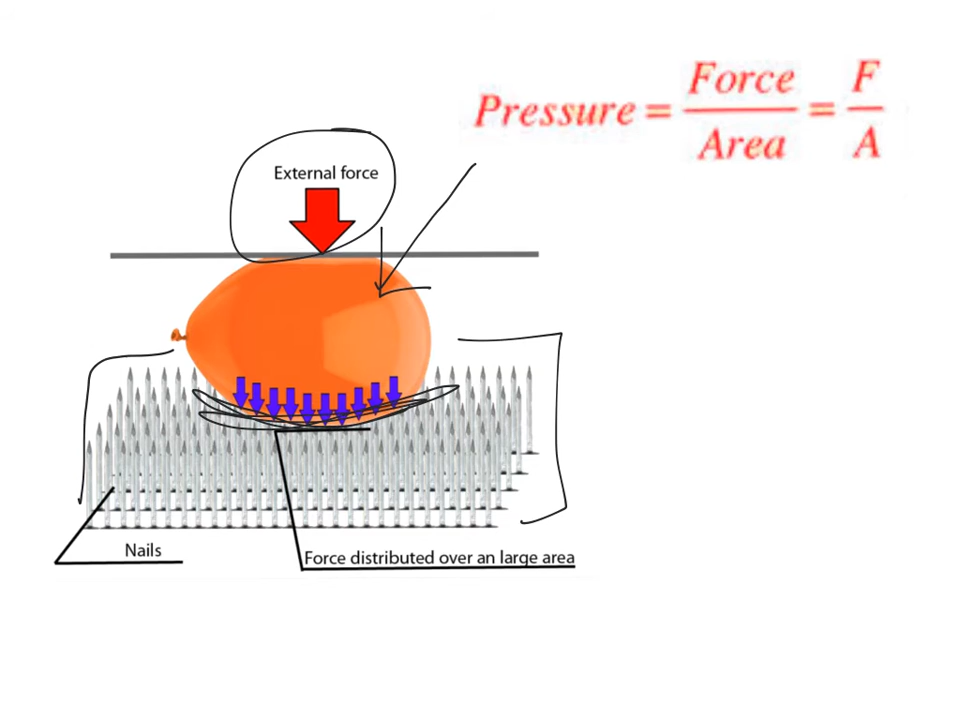 Pressure = Force / Area = F / A
External force
Nails
Force distributed over an large area